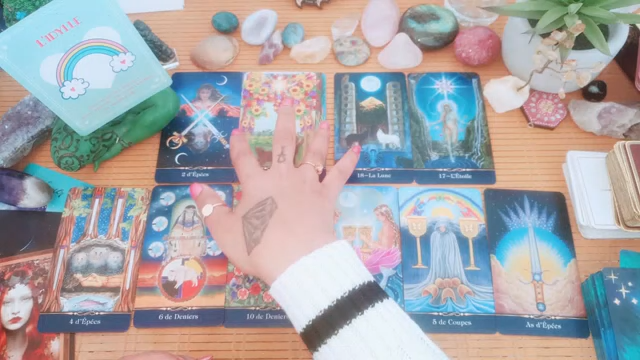 2 d'Épées
18-La Lune
17-L'Étoile
4 d'Épées
6 de Deniers
10 de Deniers
5 de Coupes
As d'Épées